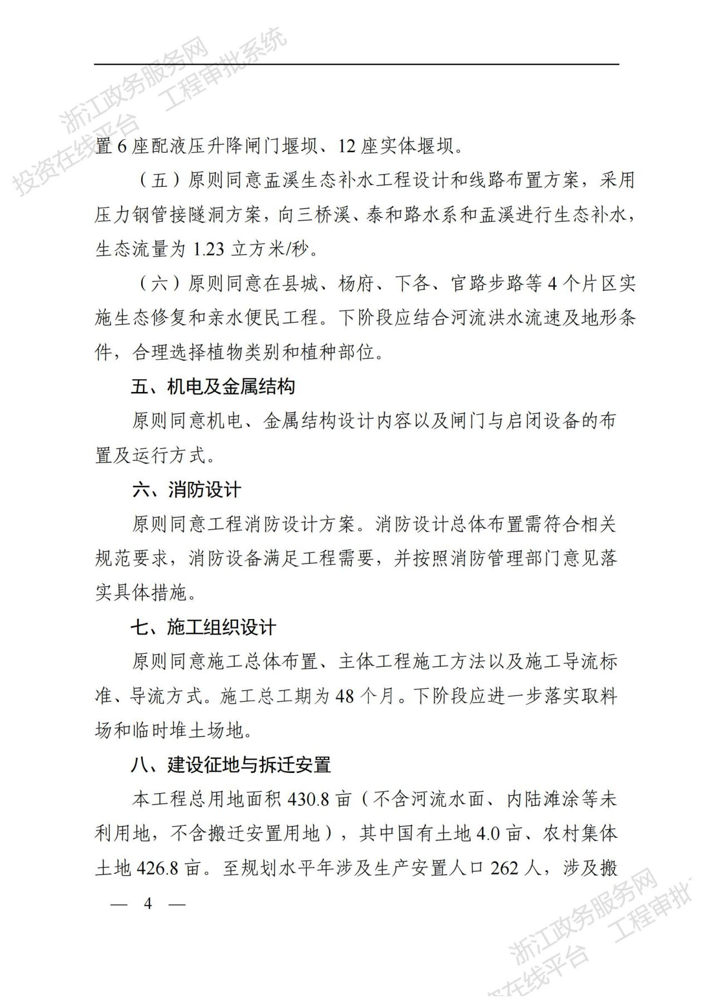 浙江政务服务网
工程审批系统
投资在线平台
置 6 座配液压升降闸门堰坝、12 座实体堰坝。
（五）原则同意盂溪生态补水工程设计和线路布置方案，采用
压力钢管接隧洞方案，向三桥溪、泰和路水系和盂溪进行生态补水，
生态流量为 1.23 立方米/秒。
（六）原则同意在县城、杨府、下各、官路步路等 4 个片区实
施生态修复和亲水便民工程。下阶段应结合河流洪水流速及地形条
件，合理选择植物类别和植种部位。
五、机电及金属结构
原则同意机电、金属结构设计内容以及闸门与启闭设备的布
置及运行方式。
六、消防设计
原则同意工程消防设计方案。消防设计总体布置需符合相关
规范要求，消防设备满足工程需要，并按照消防管理部门意见落
实具体措施。
七、施工组织设计
原则同意施工总体布置、主体工程施工方法以及施工导流标
准、导流方式。施工总工期为 48 个月。下阶段应进一步落实取料
场和临时堆土场地。
八、建设征地与拆迁安置
本工程总用地面积 430.8 亩（不含河流水面、内陆滩涂等未
利用地，不含搬迁安置用地），其中国有土地 4.0 亩、农村集体
土地 426.8 亩。至规划水平年涉及生产安置人口 262 人，涉及搬
— 4 —
浙江政务服务网
工程审批
资在线平台